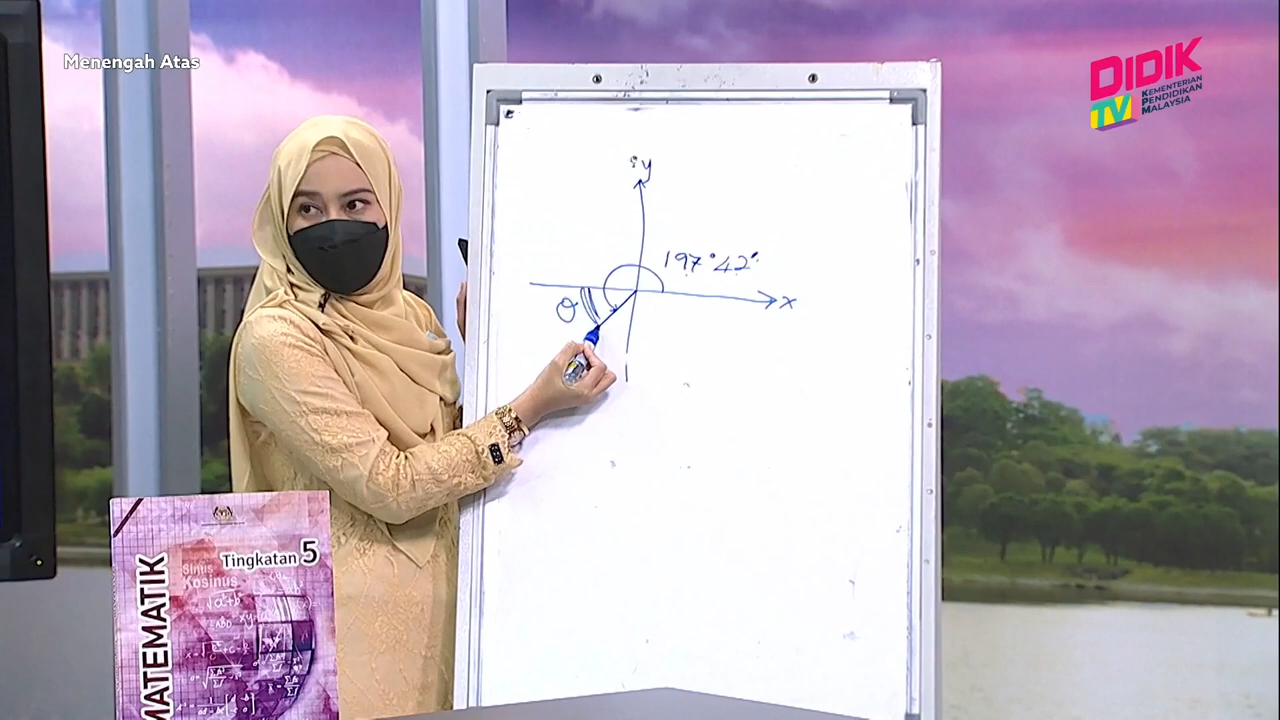 Menengah Atas
DIDIK
TV
KEMENTERIAN
PENDIDIKAN
MALAYSIA
y
197°42'
x
θ
MATEMATIK
Tingkatan 5
Sinus
Kosinus